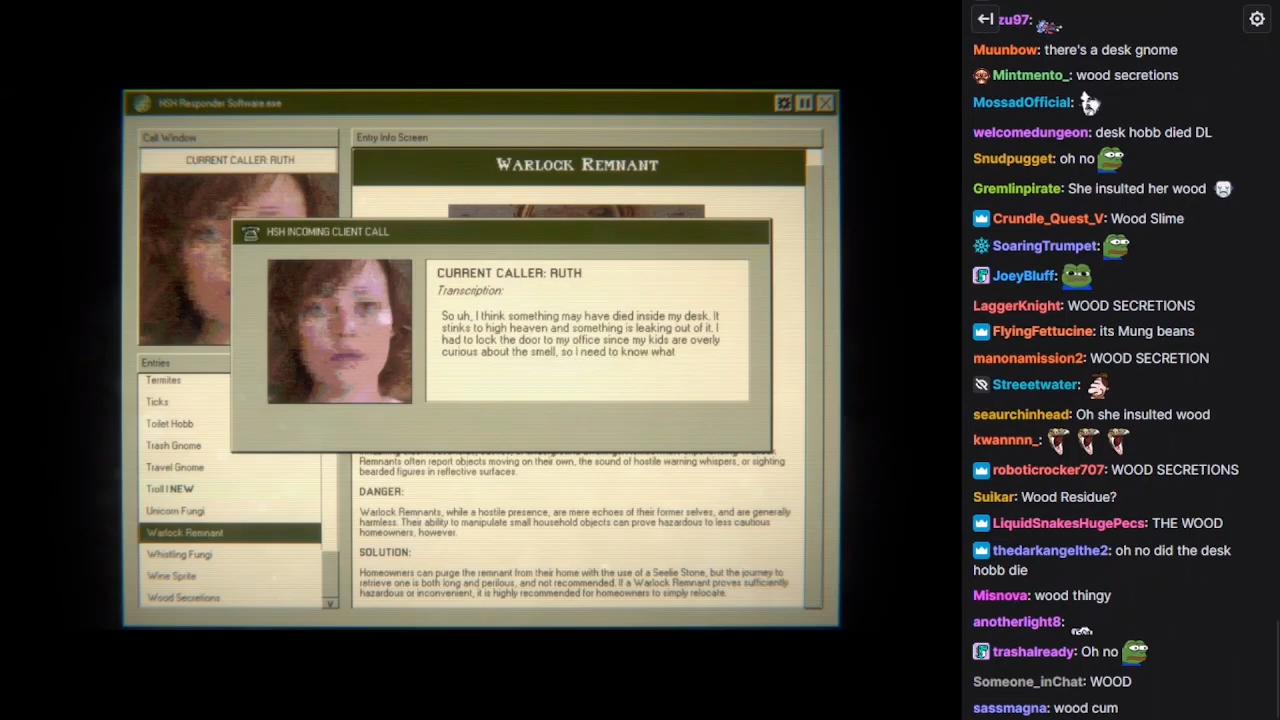 HSH Responder Software.exe
Call Window
CURRENT CALLER: RUTH
Entry Info Screen
WARLOCK REMNANT
HSH INCOMING CLIENT CALL
CURRENT CALLER: RUTH
Transcription:
So uh, I think something may have died inside my desk. It
stinks to high heaven and something is leaking out of it. I
had to lock the door to my office since my kids are overly
curious about the smell, so I need to know what
Entries
Termites
Ticks
Toilet Hobb
Trash Gnome
Travel Gnome
Troll ! NEW
Unicorn Fungi
Warlock Remnant
Whistling Fungi
Wine Sprite
Wood Secretions
Remnants often report objects moving on their own, the sound of hostile warning whispers, or sighting
bearded figures in reflective surfaces.
DANGER:
Warlock Remnants, while a hostile presence, are mere echoes of their former selves, and are generally
harmless. Their ability to manipulate small household objects can prove hazardous to less cautious
homeowners, however.
SOLUTION:
Homeowners can purge the remnant from their home with the use of a Seelie Stone, but the journey to
retrieve one is both long and perilous, and not recommended. If a Warlock Remnant proves sufficiently
hazardous or inconvenient, it is highly recommended for homeowners to simply relocate.
zu97:
Muunbow: there's a desk gnome
Mintmento_: wood secretions
MossadOfficial:
welcomedungeon: desk hobb died DL
Snudpugget: oh no
Gremlinpirate: She insulted her wood
Crundle_Quest_V: Wood Slime
SoaringTrumpet:
JoeyBluff:
LaggerKnight: WOOD SECRETIONS
FlyingFettucine: its Mung beans
manonamission2: WOOD SECRETION
Streeetwater:
seaurchinhead: Oh she insulted wood
kwannnn_:
roboticrocker707: WOOD SECRETIONS
Suikar: Wood Residue?
LiquidSnakesHugePecs: THE WOOD
thedarkangelthe2: oh no did the desk
hobb die
Misnova: wood thingy
anotherlight8:
trashalready: Oh no
Someone_inChat: WOOD
sassmagna: wood cum